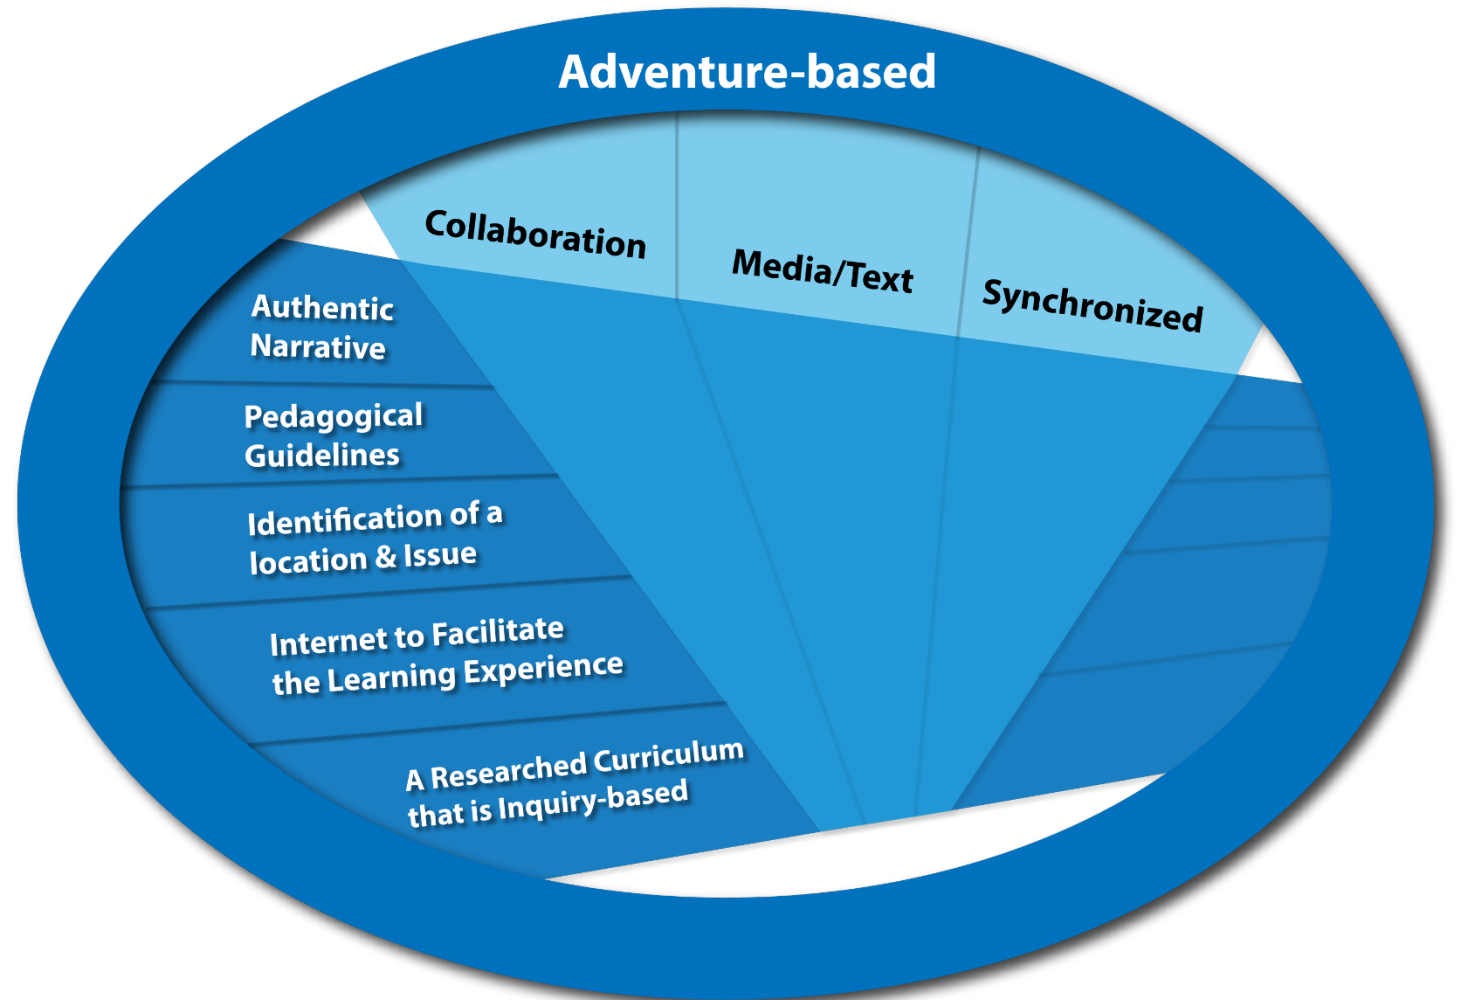 Adventure-based
Collaboration
Media/Text
Synchronized
Authentic
Narrative
Pedagogical
Guidelines
Identification of a
location & Issue
Internet to Facilitate
the Learning Experience
A Researched Curriculum
that is Inquiry-based